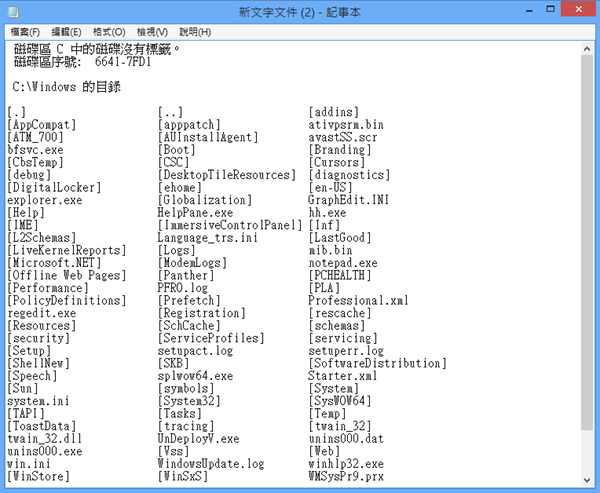 新文字文件 (2) - 記事本
檔案(F) 編輯(E) 格式(O) 檢視(V) 說明(H)
磁碟區 C 中的磁碟沒有標籤。
磁碟區序號:  6641-7FD1
C:\Windows 的目錄
[.] [..] [addins]
[AppCompat] [apppatch] ativpsrm.bin
[ATM_700] [AUInstallAgent] avastSS.scr
bfsvc.exe [Boot] [Branding]
[CbsTemp] [CSC] [Cursors]
[debug] [DesktopTileResources] [diagnostics]
[DigitalLocker] [ehome] [en-US]
explorer.exe [Globalization] GraphEdit.INI
[Help] HelpPane.exe hh.exe
[IME] [ImmersiveControlPanel] [Inf]
[L2Schemas] Language_trs.ini [LastGood]
[LiveKernelReports] [Logs] mib.bin
[Microsoft.NET] [ModemLogs] notepad.exe
[Offline Web Pages] [Panther] [PCHEALTH]
[Performance] PFRO.log [PLA]
[PolicyDefinitions] [Prefetch] Professional.xml
regedit.exe [Registration] [rescache]
[Resources] [SchCache] [schemas]
[security] [ServiceProfiles] [servicing]
[Setup] setupact.log setuperr.log
[ShellNew] [SKB] [SoftwareDistribution]
[Speech] splwow64.exe Starter.xml
[Sun] [symbols] [System]
system.ini [System32] [SysWOW64]
[TAPI] [Tasks] [Temp]
[ToastData] [tracing] [twain_32]
twain_32.dll UnDeployV.exe unins000.dat
unins000.exe [Vss] [Web]
win.ini WindowsUpdate.log winhlp32.exe
[WinStore] [WinSxS] WMSysPr9.prx